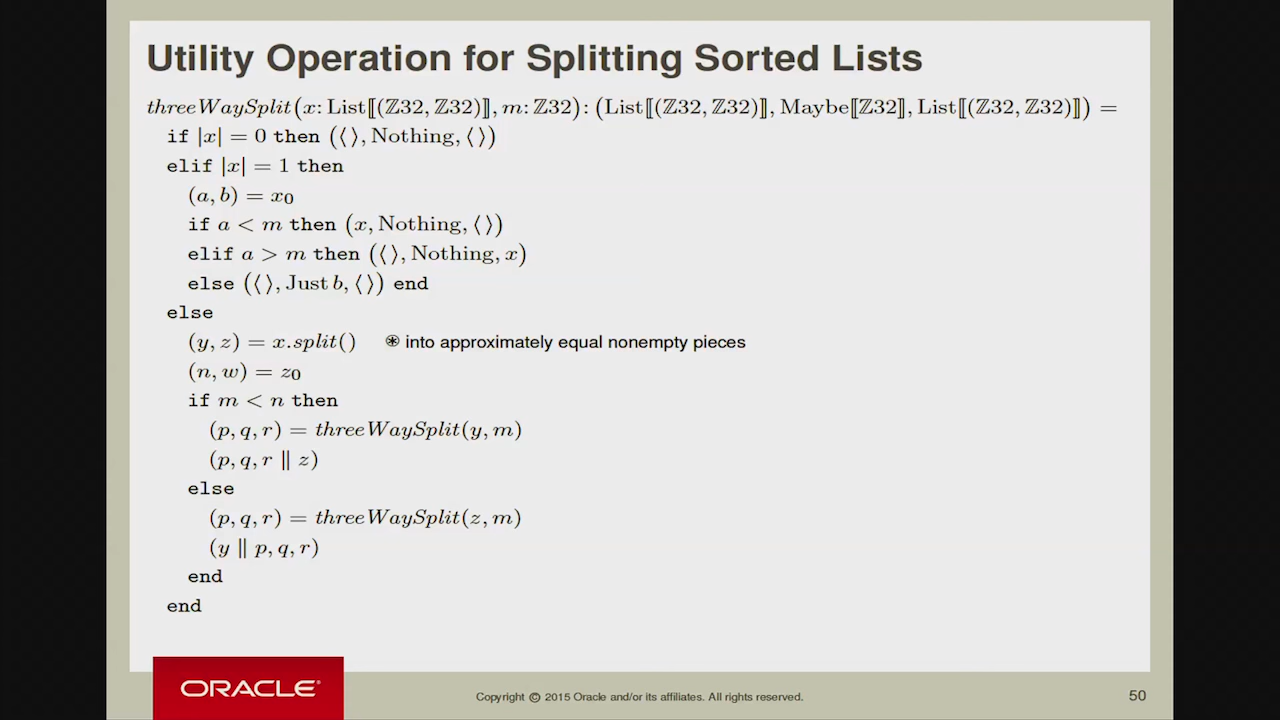 Utility Operation for Splitting Sorted Lists
threeWaySplit(x: List⟦(ℤ32, ℤ32)⟧, m: ℤ32): (List⟦(ℤ32, ℤ32)⟧, Maybe⟦ℤ32⟧, List⟦(ℤ32, ℤ32)⟧) =
if |x| = 0 then (⟨ ⟩, Nothing, ⟨ ⟩)
elif |x| = 1 then
(a, b) = x₀
if a < m then (x, Nothing, ⟨ ⟩)
elif a > m then (⟨ ⟩, Nothing, x)
else (⟨ ⟩, Just b, ⟨ ⟩) end
else
(y, z) = x.split() ⊛ into approximately equal nonempty pieces
(n, w) = z₀
if m < n then
(p, q, r) = threeWaySplit(y, m)
(p, q, r ∥ z)
else
(p, q, r) = threeWaySplit(z, m)
(y ∥ p, q, r)
end
end
ORACLE®
Copyright © 2015 Oracle and/or its affiliates. All rights reserved.
50